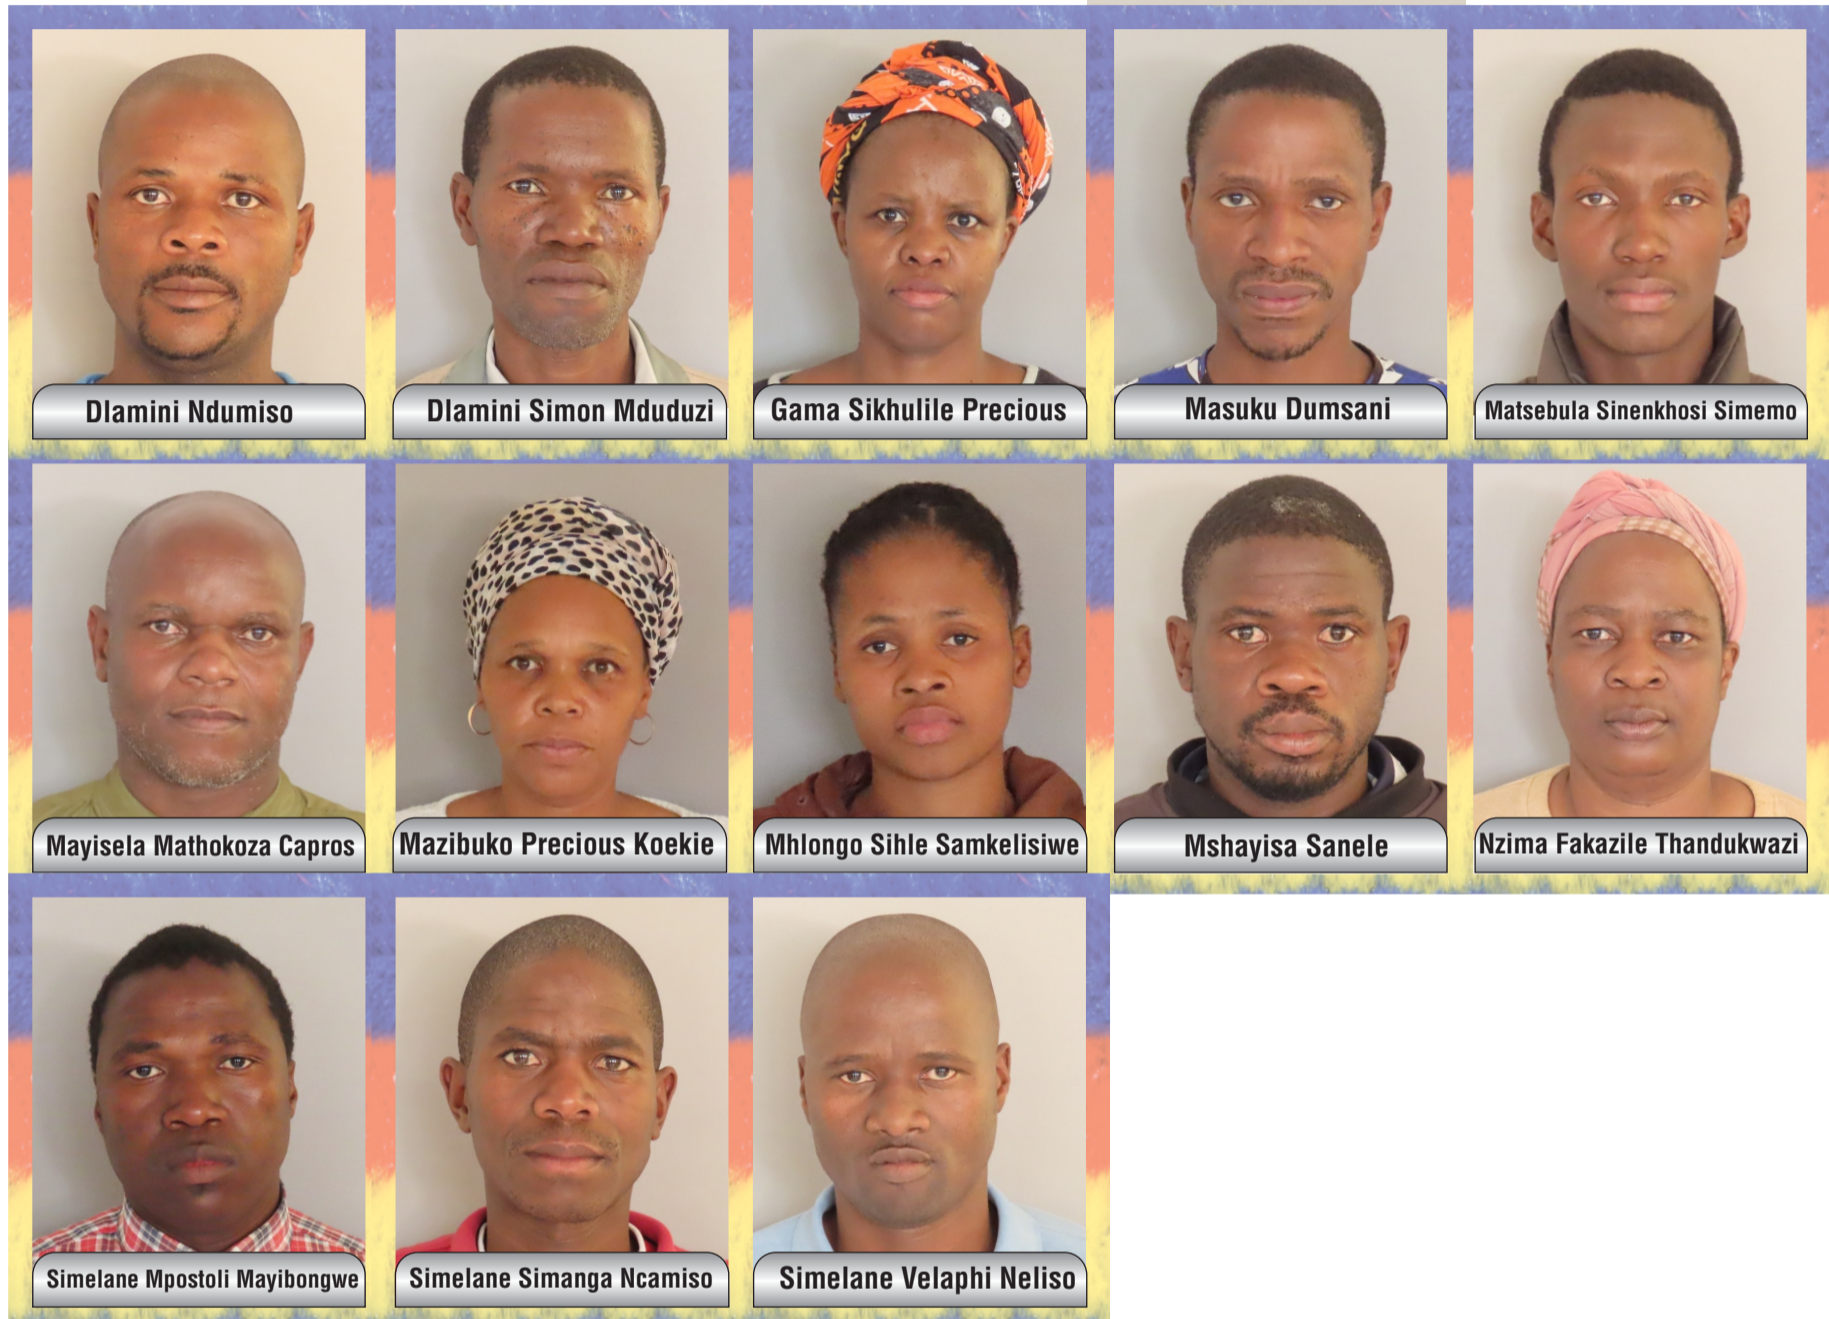 Dlamini Ndumiso
Dlamini Simon Mduduzi
Gama Sikhulile Precious
Masuku Dumsani
Matsebula Sinenkhosi Simemo
Mayisela Mathokoza Capros
Mazibuko Precious Koekie
Mhlongo Sihle Samkelisiwe
Mshayisa Sanele
Nzima Fakazile Thandukwazi
Simelane Mpostoli Mayibongwe
Simelane Simanga Ncamiso
Simelane Velaphi Neliso